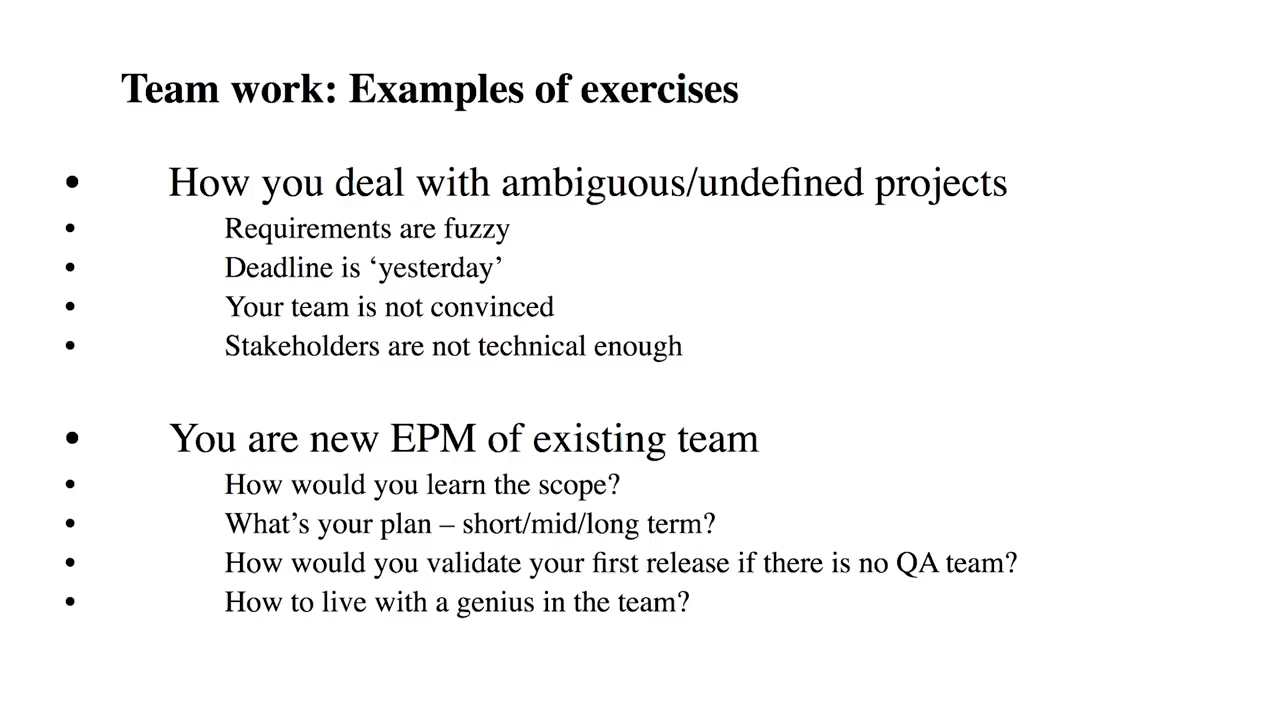 Team work: Examples of exercises
• How you deal with ambiguous/undefined projects
• Requirements are fuzzy
• Deadline is ‘yesterday’
• Your team is not convinced
• Stakeholders are not technical enough
• You are new EPM of existing team
• How would you learn the scope?
• What’s your plan – short/mid/long term?
• How would you validate your first release if there is no QA team?
• How to live with a genius in the team?